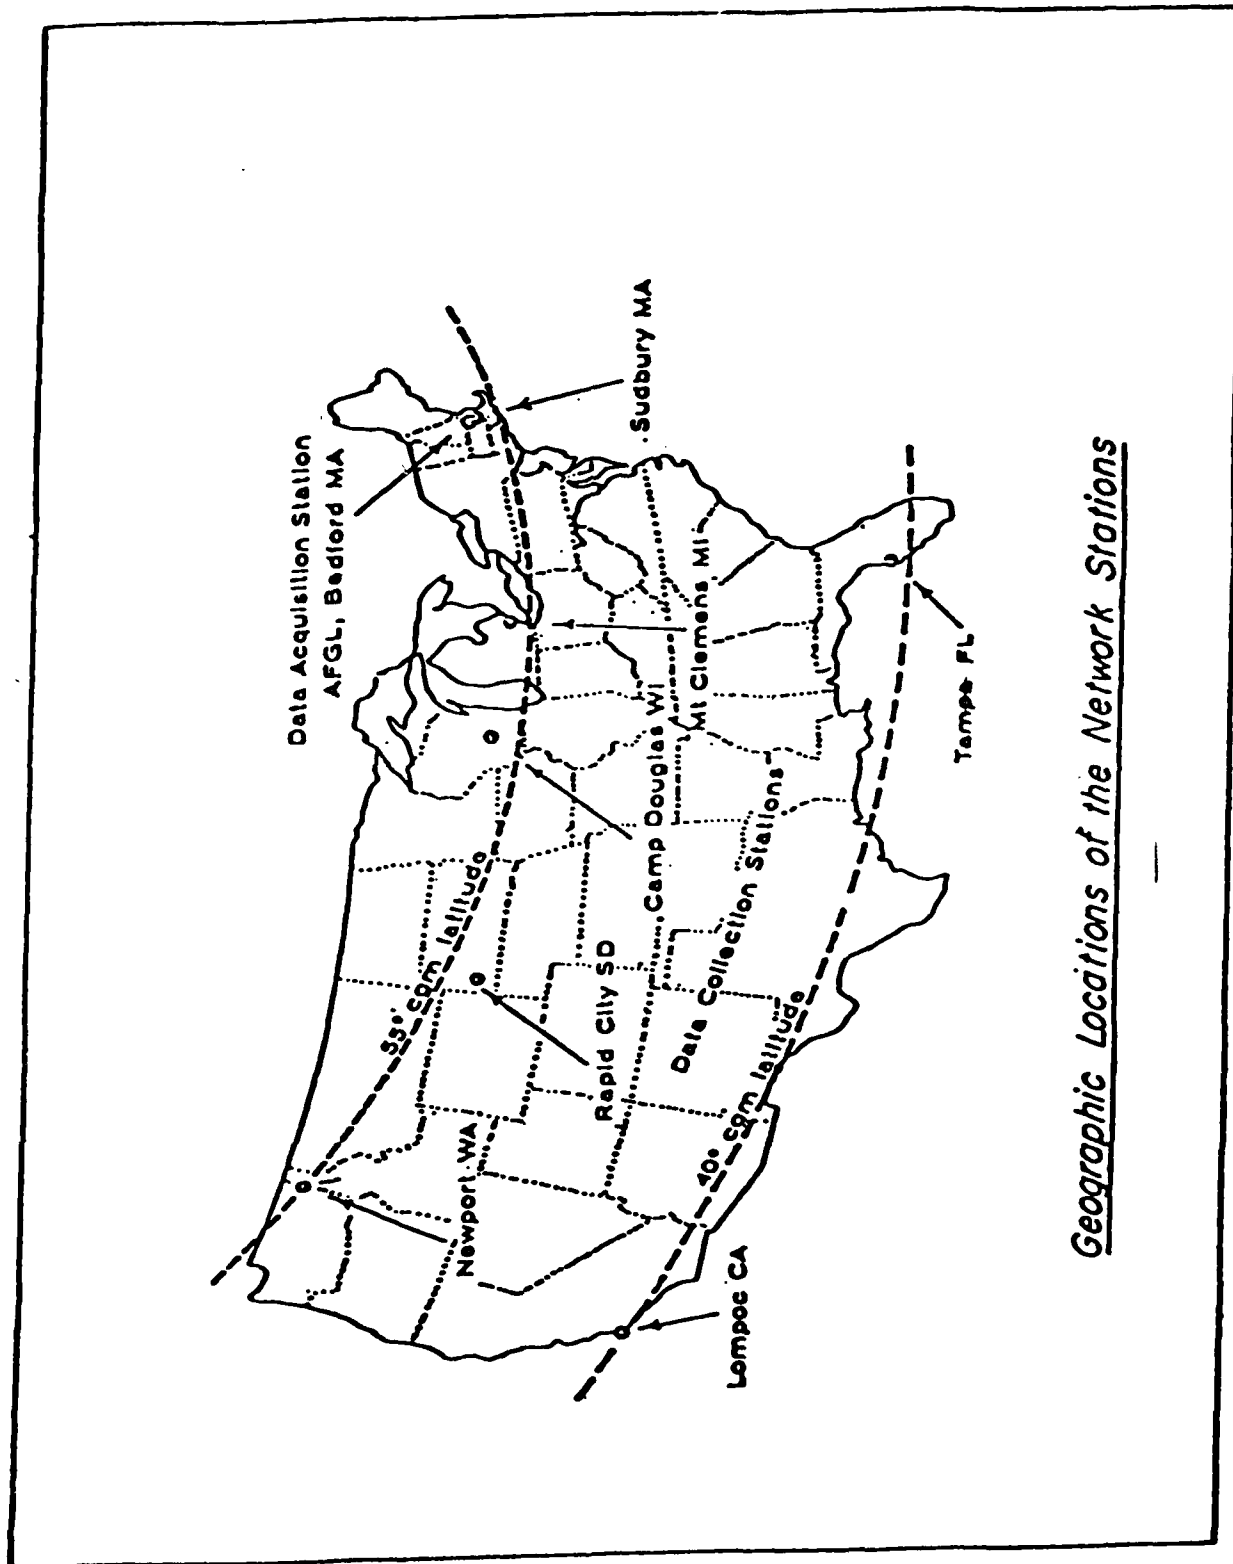 Data Acquisition Station
AFGL, Bedford MA
Sudbury MA
55° cgm latitude
Newport WA
Rapid City SD
Camp Douglas WI
Mt Clemens MI
Data Collection Stations
40° cgm latitude
Lompoc CA
Tampa FL
Geographic Locations of the Network Stations